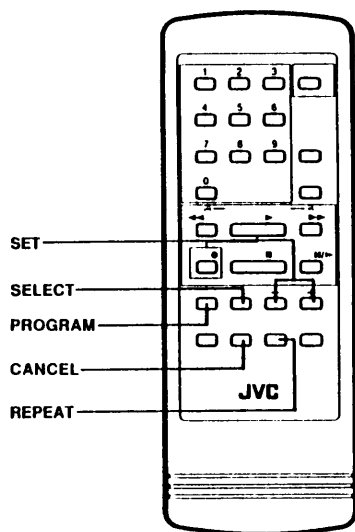 1 2 3
4 5 6
7 8 9
0
SET
SELECT
PROGRAM
CANCEL
REPEAT
JVC